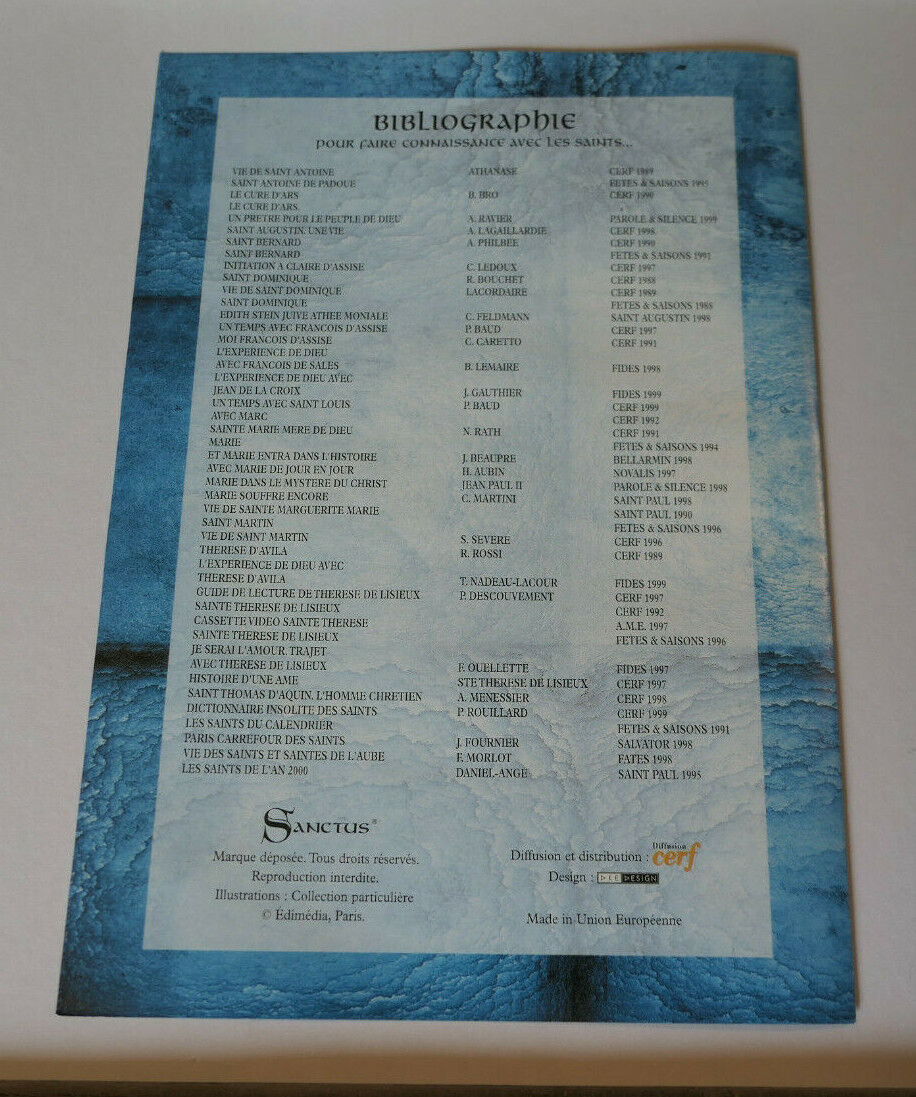 BIBLIOGRAPHIE
POUR FAIRE CONNAISSANCE AVEC LES SAINTS...
VIE DE SAINT ANTOINE ATHANASE CERF 1989
SAINT ANTOINE DE PADOUE FETES & SAISONS 1995
LE CURE D'ARS B. BRO CERF 1990
LE CURE D'ARS.
UN PRETRE POUR LE PEUPLE DE DIEU A. RAVIER PAROLE & SILENCE 1999
SAINT AUGUSTIN. UNE VIE A. LAGAILLARDIE CERF 1998
SAINT BERNARD A. PHILBEE CERF 1990
SAINT BERNARD FETES & SAISONS 1991
INITIATION A CLAIRE D'ASSISE C. LEDOUX CERF 1997
SAINT DOMINIQUE R. BOUCHET CERF 1988
VIE DE SAINT DOMINIQUE LACORDAIRE CERF 1989
SAINT DOMINIQUE FETES & SAISONS 1988
EDITH STEIN JUIVE ATHEE MONIALE C. FELDMANN SAINT AUGUSTIN 1998
UN TEMPS AVEC FRANCOIS D'ASSISE P. BAUD CERF 1997
MOI FRANCOIS D'ASSISE C. CARETTO CERF 1991
L'EXPERIENCE DE DIEU
AVEC FRANCOIS DE SALES B. LEMAIRE FIDES 1998
L'EXPERIENCE DE DIEU AVEC
JEAN DE LA CROIX J. GAUTHIER FIDES 1999
UN TEMPS AVEC SAINT LOUIS P. BAUD CERF 1999
AVEC MARC CERF 1992
SAINTE MARIE MERE DE DIEU N. RATH CERF 1991
MARIE FETES & SAISONS 1994
ET MARIE ENTRA DANS L'HISTOIRE J. BEAUPRE BELLARMIN 1998
AVEC MARIE DE JOUR EN JOUR H. AUBIN NOVALIS 1997
MARIE DANS LE MYSTERE DU CHRIST JEAN PAUL II PAROLE & SILENCE 1998
MARIE SOUFFRE ENCORE C. MARTINI SAINT PAUL 1998
VIE DE SAINTE MARGUERITE MARIE SAINT PAUL 1990
SAINT MARTIN FETES & SAISONS 1996
VIE DE SAINT MARTIN S. SEVERE CERF 1996
THERESE D'AVILA R. ROSSI CERF 1989
L'EXPERIENCE DE DIEU AVEC
THERESE D'AVILA T. NADEAU-LACOUR FIDES 1999
GUIDE DE LECTURE DE THERESE DE LISIEUX P. DESCOUVEMENT CERF 1997
SAINTE THERESE DE LISIEUX CERF 1992
CASSETTE VIDEO SAINTE THERESE A.M.E. 1997
SAINTE THERESE DE LISIEUX FETES & SAISONS 1996
JE SERAI L'AMOUR. TRAJET
AVEC THERESE DE LISIEUX F. OUELLETTE FIDES 1997
HISTOIRE D'UNE AME STE THERESE DE LISIEUX CERF 1997
SAINT THOMAS D'AQUIN. L'HOMME CHRETIEN A. MENESSIER CERF 1998
DICTIONNAIRE INSOLITE DES SAINTS P. ROUILLARD CERF 1999
LES SAINTS DU CALENDRIER FETES & SAISONS 1991
PARIS CARREFOUR DES SAINTS J. FOURNIER SALVATOR 1998
VIE DES SAINTS ET SAINTES DE L'AUBE F. MORLOT FATES 1998
LES SAINTS DE L'AN 2000 DANIEL-ANGE SAINT PAUL 1995
SANCTUS®
Marque déposée. Tous droits réservés.
Reproduction interdite.
Illustrations : Collection particulière
© Édimédia, Paris.
Diffusion et distribution : Diffusion cerf
Design : DEE DESIGN
Made in Union Européenne